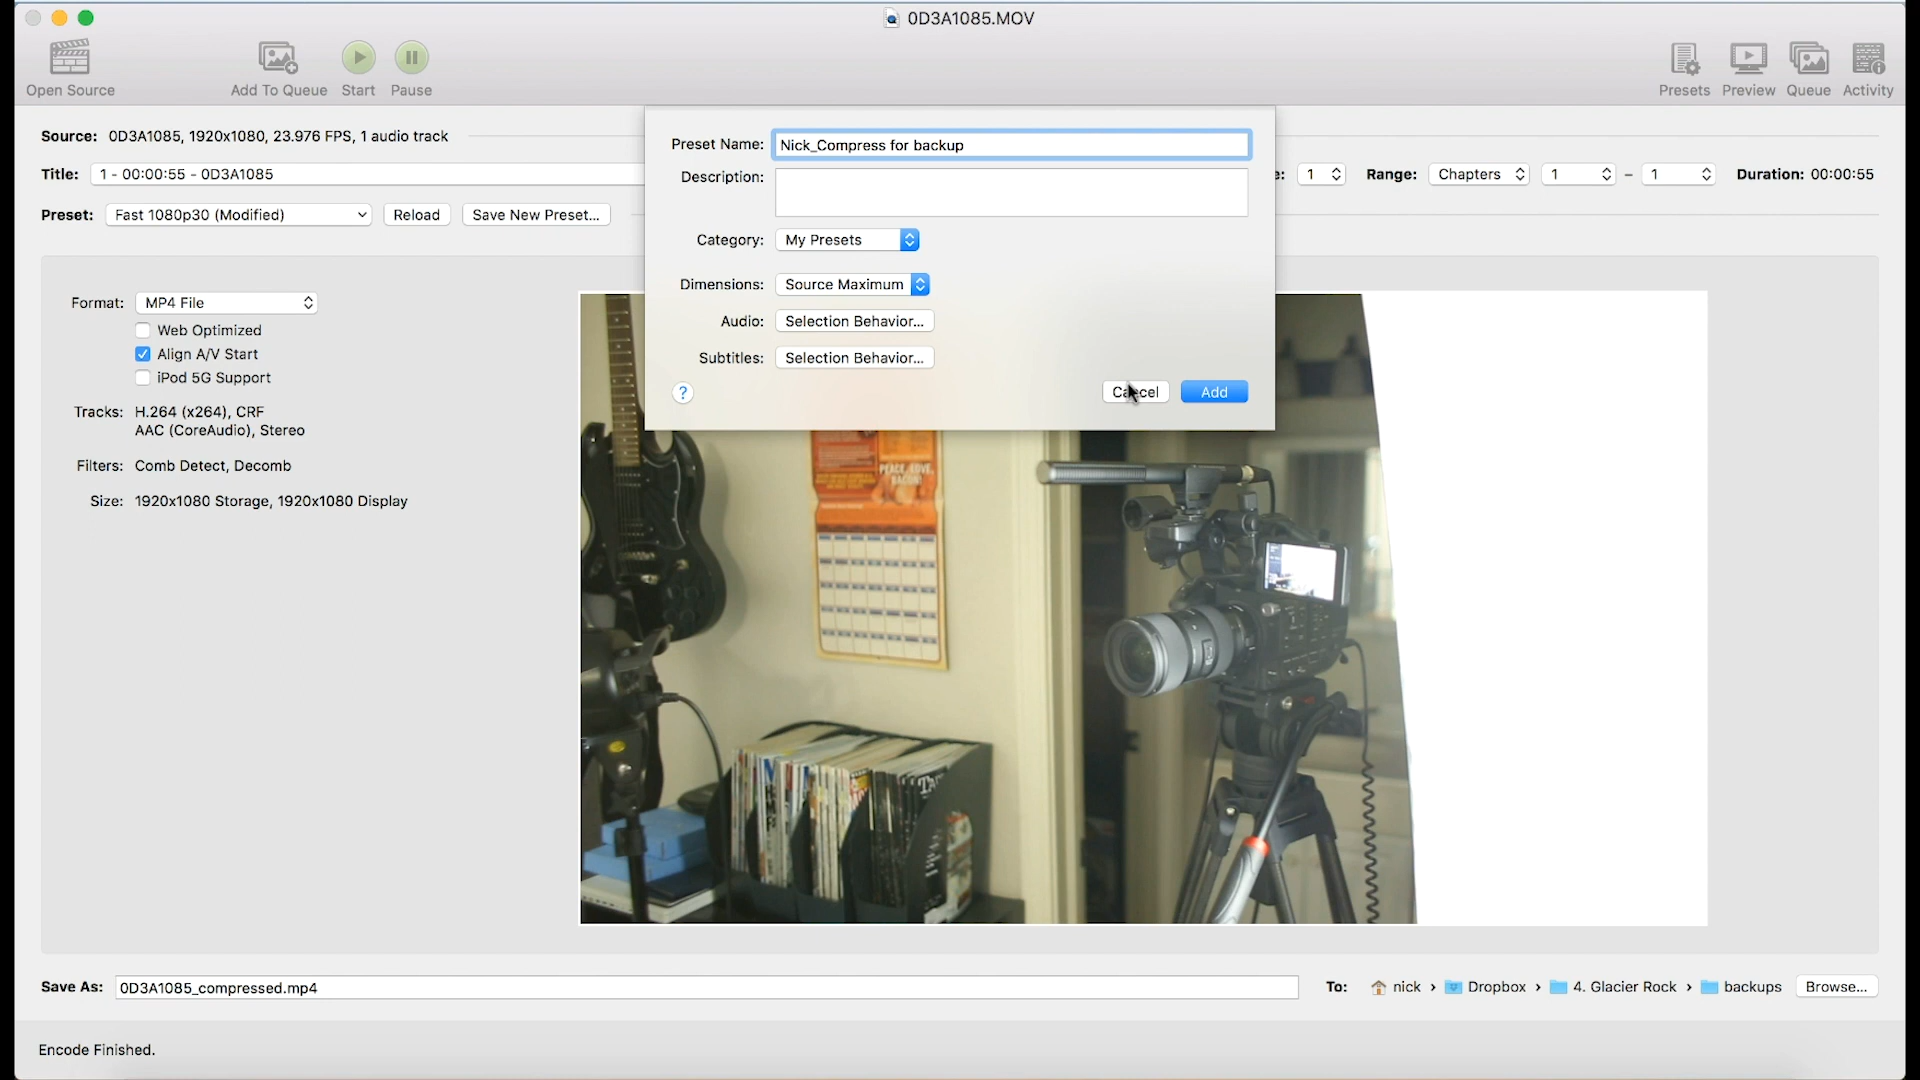 0D3A1085.MOV
Open Source
Add To Queue
Start
Pause
Presets
Preview
Queue
Activity
Source: 0D3A1085, 1920x1080, 23.976 FPS, 1 audio track
Title: 1 - 00:00:55 - 0D3A1085
e: 1 Range: Chapters 1 - 1 Duration: 00:00:55
Preset: Fast 1080p30 (Modified) Reload Save New Preset...
Preset Name: Nick_Compress for backup
Description:
Category: My Presets
Dimensions: Source Maximum
Audio: Selection Behavior...
Subtitles: Selection Behavior...
? Cancel Add
Format: MP4 File
Web Optimized
Align A/V Start
iPod 5G Support
Tracks: H.264 (x264), CRF
AAC (CoreAudio), Stereo
Filters: Comb Detect, Decomb
Size: 1920x1080 Storage, 1920x1080 Display
PEACE, LOVE,
BACON!
Save As: 0D3A1085_compressed.mp4
To: nick › Dropbox › 4. Glacier Rock › backups Browse...
Encode Finished.